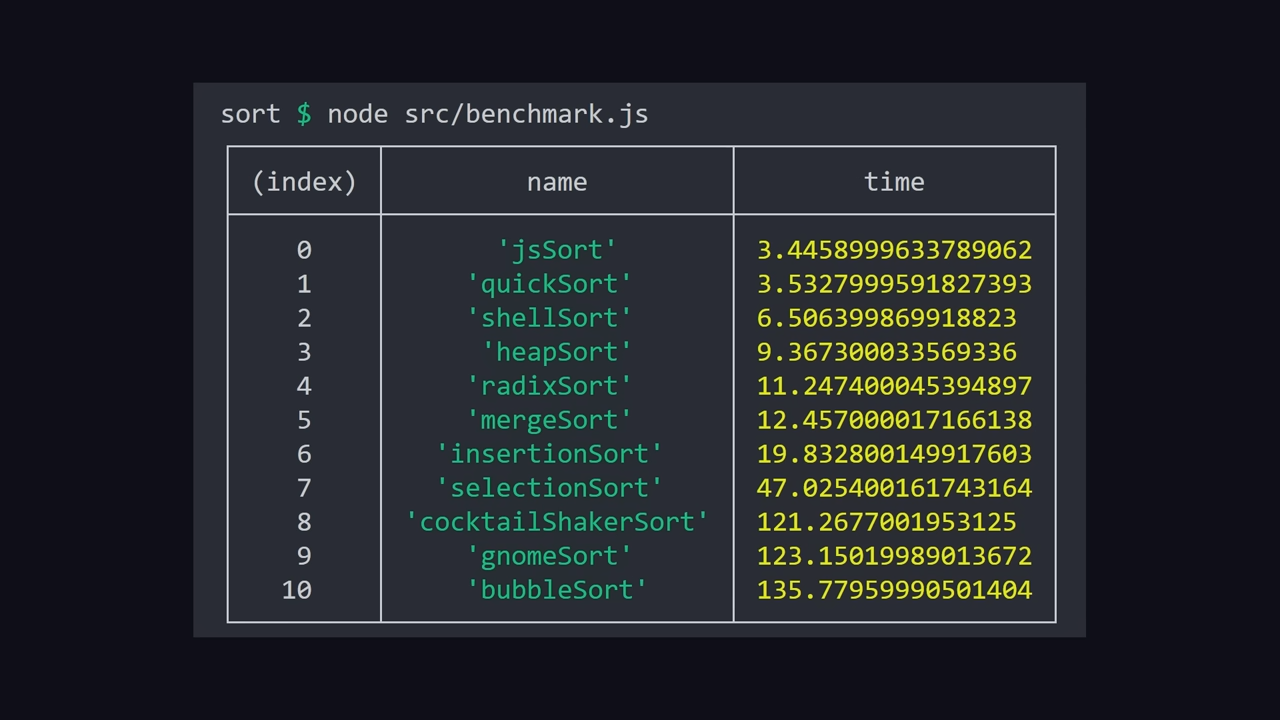 sort $ node src/benchmark.js
(index) name time
0 'jsSort' 3.4458999633789062
1 'quickSort' 3.5327999591827393
2 'shellSort' 6.506399869918823
3 'heapSort' 9.367300033569336
4 'radixSort' 11.247400045394897
5 'mergeSort' 12.457000017166138
6 'insertionSort' 19.832800149917603
7 'selectionSort' 47.025400161743164
8 'cocktailShakerSort' 121.2677001953125
9 'gnomeSort' 123.15019989013672
10 'bubbleSort' 135.77959990501404